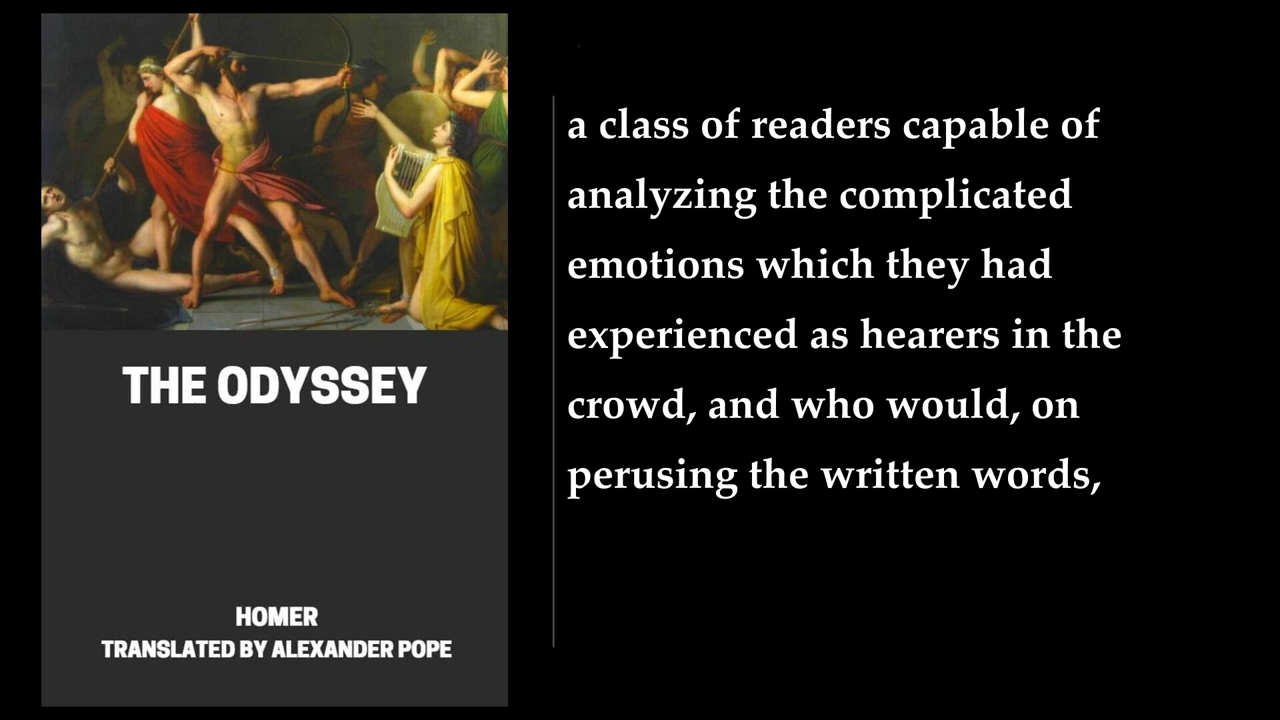 THE ODYSSEY
HOMER
TRANSLATED BY ALEXANDER POPE
a class of readers capable of
analyzing the complicated
emotions which they had
experienced as hearers in the
crowd, and who would, on
perusing the written words,